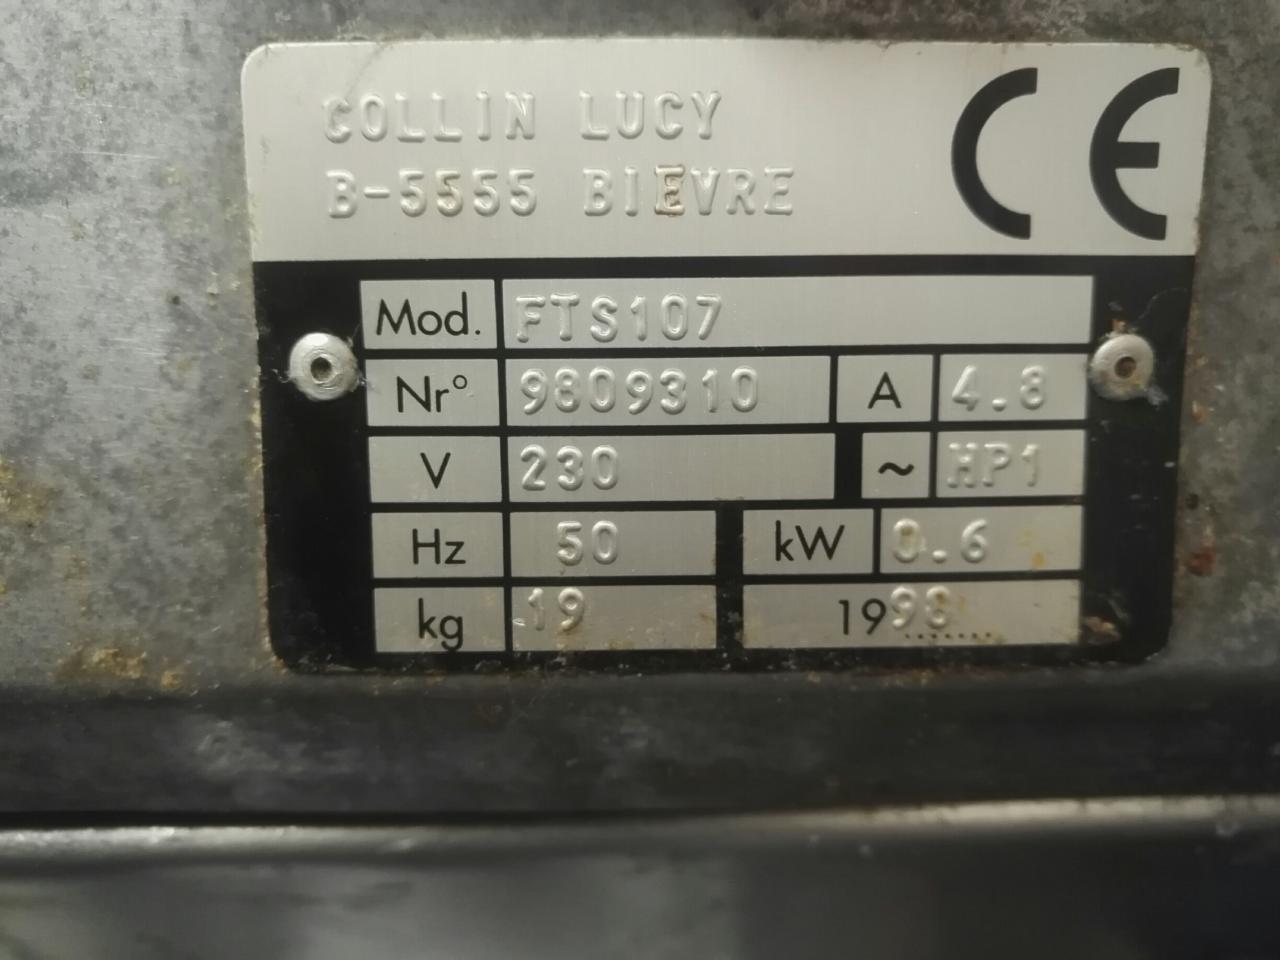 COLLIN LUCY
B-5555 BIEVRE
CE
Mod. FTS107
Nr° 9809310 A 4.8
V 230 ~ HP1
Hz 50 kW 0.6
kg 19 1998